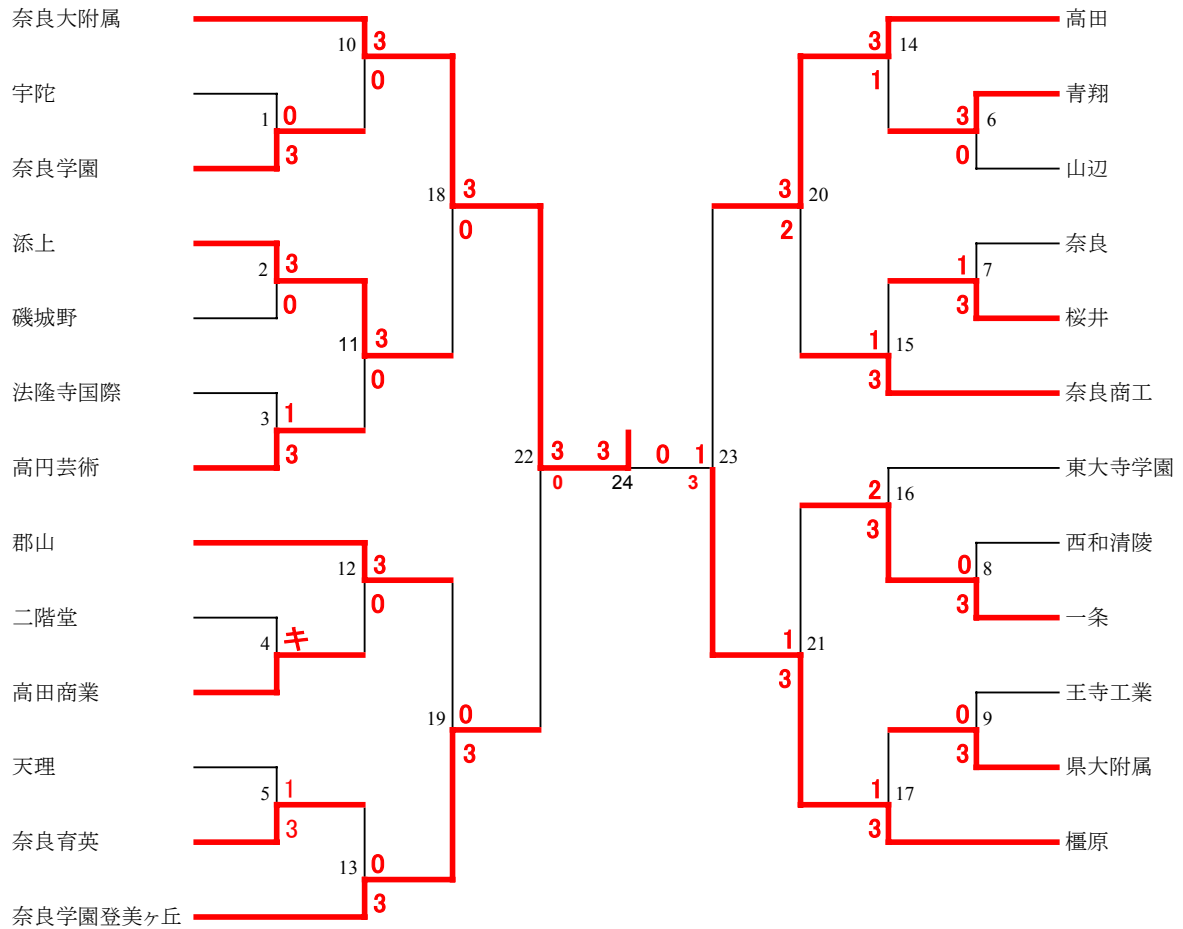 奈良大附属
10
3
0
宇陀
1
0
奈良学園
3
18
3
0
添上
2
3
磯城野
0
11
3
0
法隆寺国際
3
1
高円芸術
3
22
3
0
3
24
0
郡山
12
3
0
二階堂
4
キ
高田商業
19
0
3
天理
5
1
奈良育英
3
13
0
3
奈良学園登美ヶ丘
高田
3
14
1
青翔
3
6
0
山辺
3
20
2
奈良
1
7
3
桜井
1
15
3
奈良商工
1
23
3
東大寺学園
2
16
3
西和清陵
0
8
3
一条
1
21
3
王寺工業
0
9
3
県大附属
1
17
3
橿原